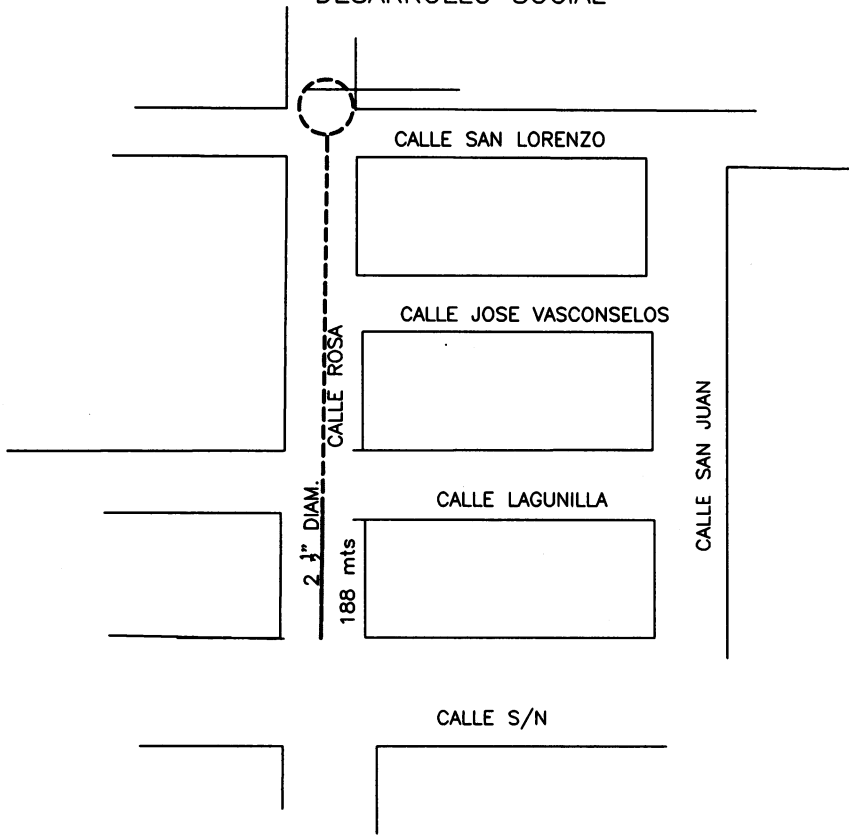 DESARROLLO SOCIAL
CALLE SAN LORENZO
CALLE JOSE VASCONSELOS
CALLE ROSA
CALLE SAN JUAN
CALLE LAGUNILLA
2 ½" DIAM.
188 mts
CALLE S/N